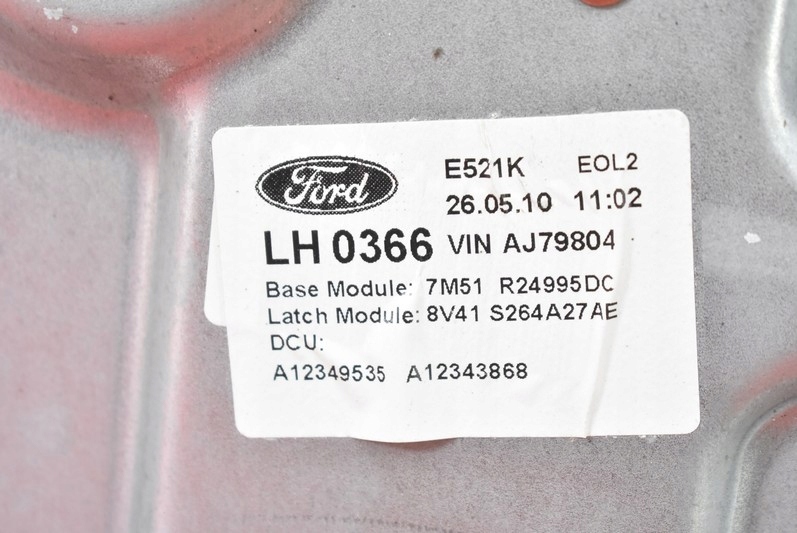 Ford
E521K EOL2
26.05.10 11:02
LH 0366 VIN AJ79804
Base Module: 7M51 R24995DC
Latch Module: 8V41 S264A27AE
DCU:
A12349535 A12343868